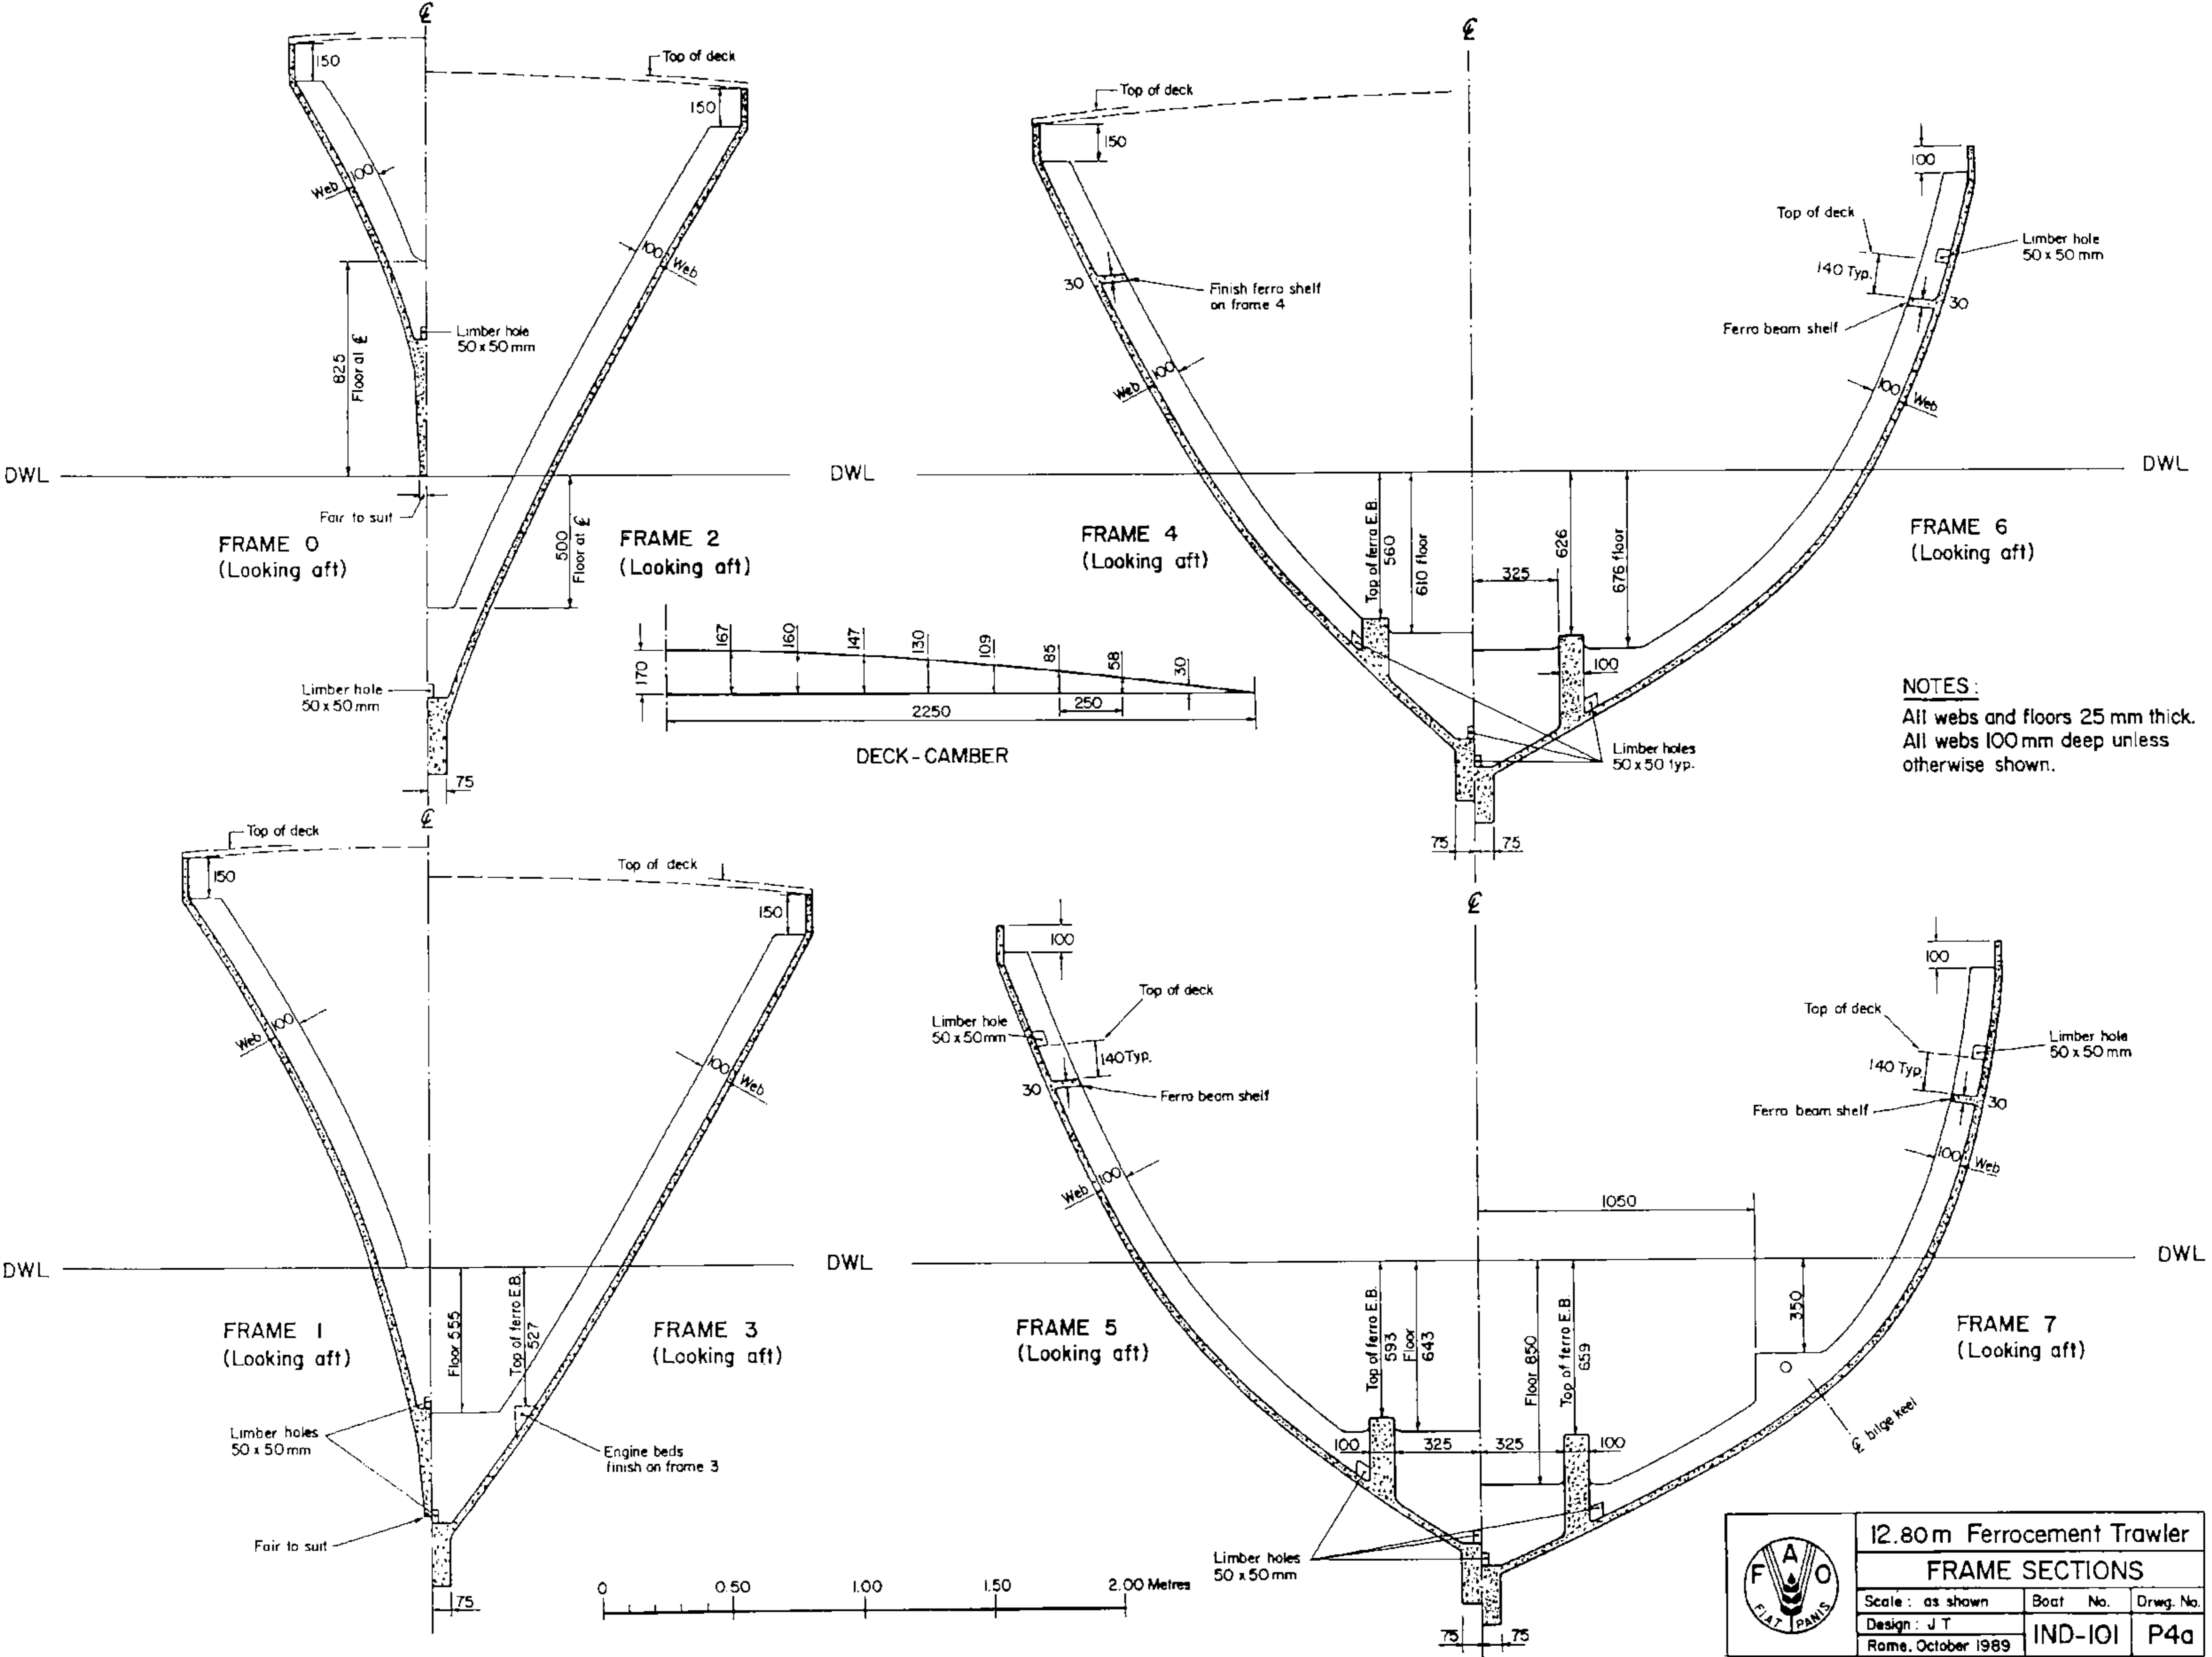 ℄
150
Top of deck
150
Web 100
100 Web
825
Floor at ℄
Limber hole
50 x 50 mm
DWL
Fair to suit
FRAME 0
(Looking aft)
500
Floor at ℄
FRAME 2
(Looking aft)
Limber hole
50 x 50 mm
75
170
167
160
147
130
109
85
58
30
250
2250
DECK-CAMBER
℄
Top of deck
150
30
Finish ferro shelf
on frame 4
Web 100
100
Top of deck
140 Typ.
Limber hole
50 x 50 mm
30
Ferro beam shelf
100 Web
DWL
DWL
FRAME 4
(Looking aft)
Top of ferro E.B.
560
610 floor
325
626
676 floor
100
FRAME 6
(Looking aft)
Limber holes
50 x 50 typ.
75
75
NOTES:
All webs and floors 25 mm thick.
All webs 100 mm deep unless
otherwise shown.
℄
Top of deck
150
Top of deck
150
Web 100
100 Web
DWL
FRAME 1
(Looking aft)
Floor 555
Top of ferro E.B.
527
FRAME 3
(Looking aft)
Limber holes
50 x 50 mm
Engine beds
finish on frame 3
Fair to suit
75
0 0.50 1.00 1.50 2.00 Metres
℄
100
Top of deck
Limber hole
50 x 50 mm
140 Typ.
30
Ferro beam shelf
Web 100
100
Top of deck
Limber hole
50 x 50 mm
140 Typ.
30
Ferro beam shelf
100 Web
1050
DWL
DWL
FRAME 5
(Looking aft)
Top of ferro E.B.
593
Floor
643
Floor 850
Top of ferro E.B.
659
350
FRAME 7
(Looking aft)
100
325
325
100
℄ bilge keel
Limber holes
50 x 50 mm
75
75
FAO
FIAT PANIS
12.80 m Ferrocement Trawler
FRAME SECTIONS
Scale : as shown
Boat No.
Drwg. No.
Design : J T
Rome, October 1989
IND-101
P4a